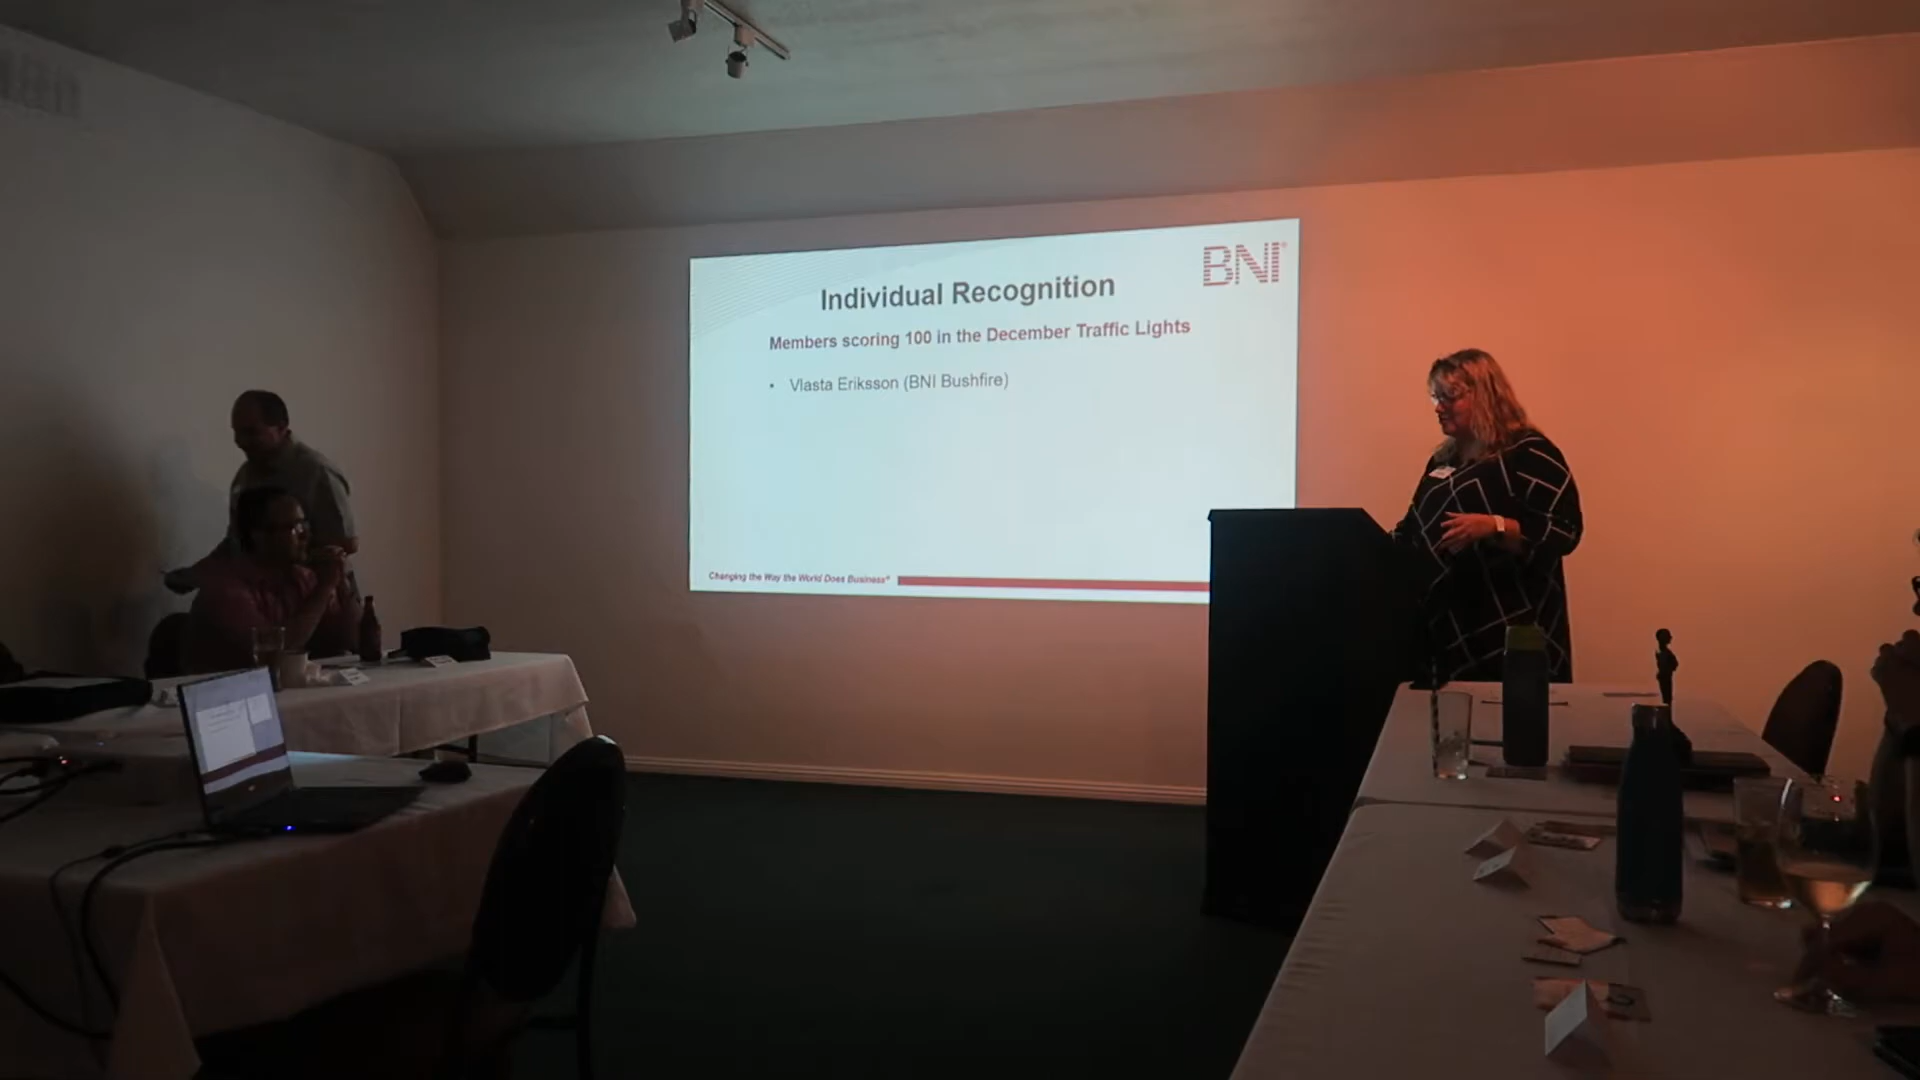 BNI®
Individual Recognition
Members scoring 100 in the December Traffic Lights
• Vlasta Eriksson (BNI Bushfire)
Changing the Way the World Does Business®